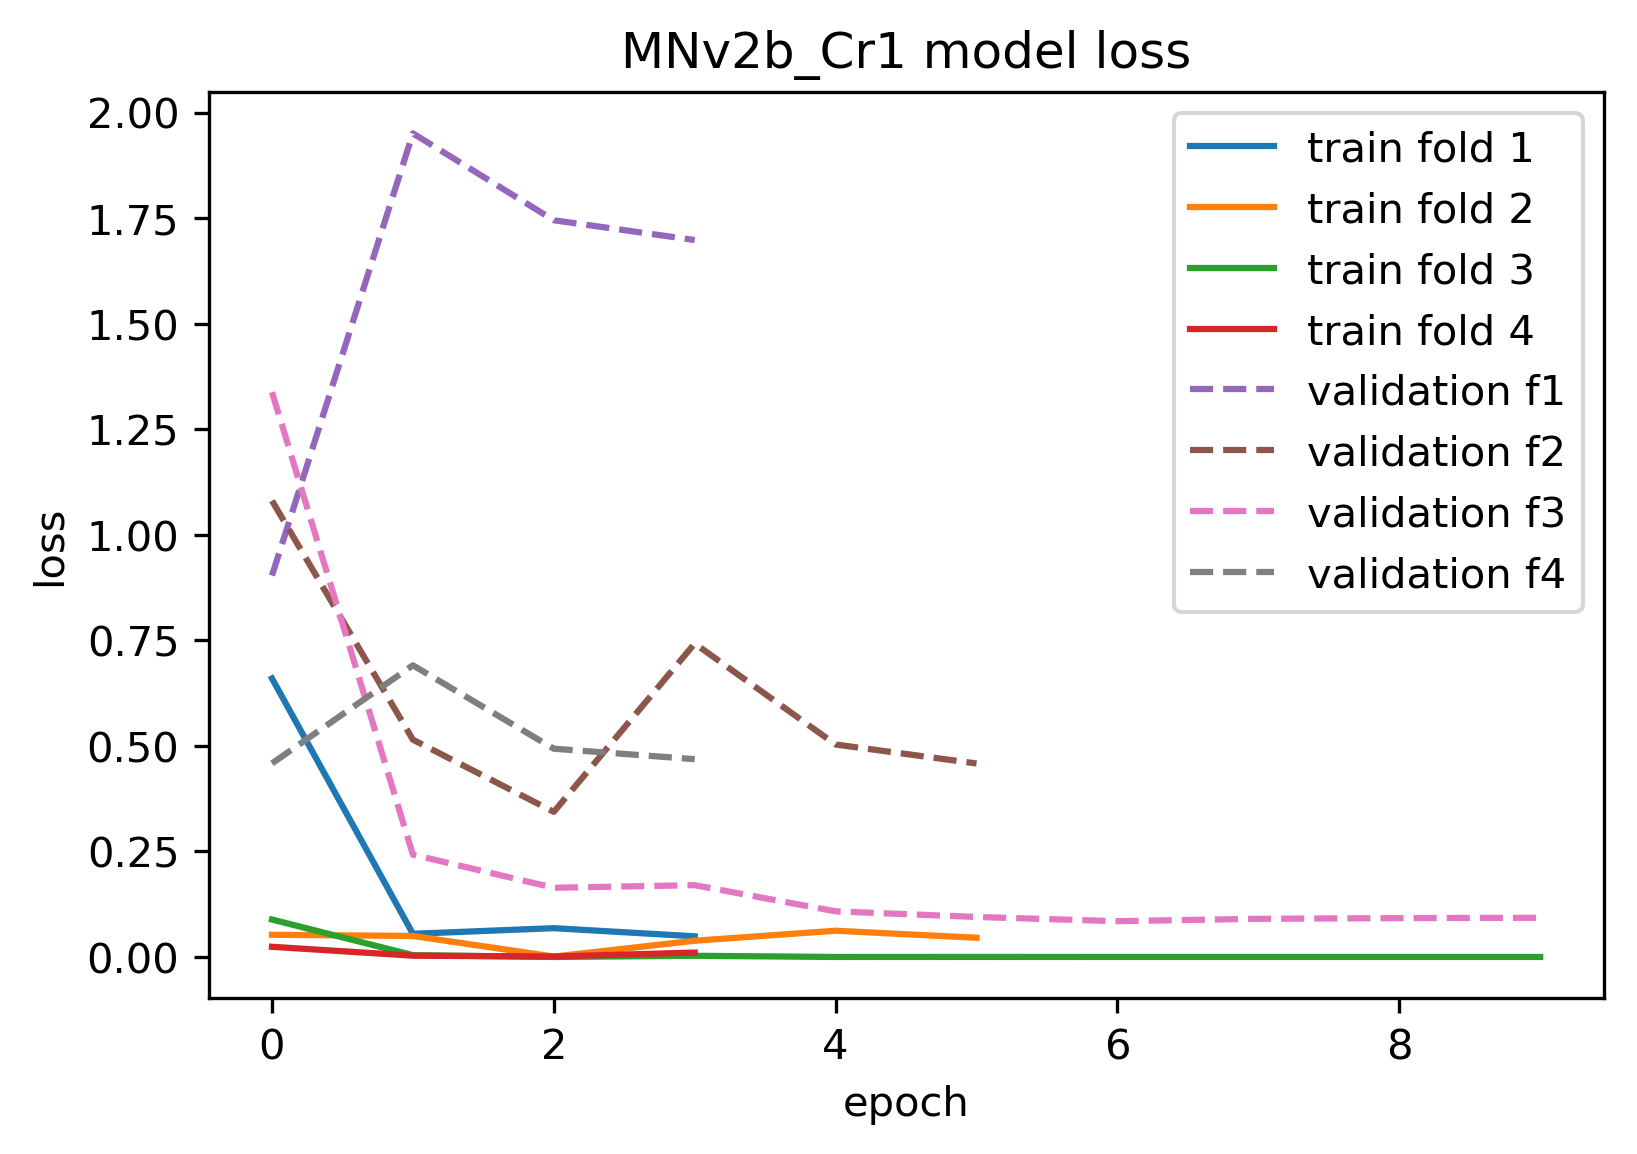 MNv2b_Cr1 model loss
2.00
1.75
1.50
1.25
1.00
0.75
0.50
0.25
0.00
loss
train fold 1
train fold 2
train fold 3
train fold 4
validation f1
validation f2
validation f3
validation f4
0 2 4 6 8
epoch